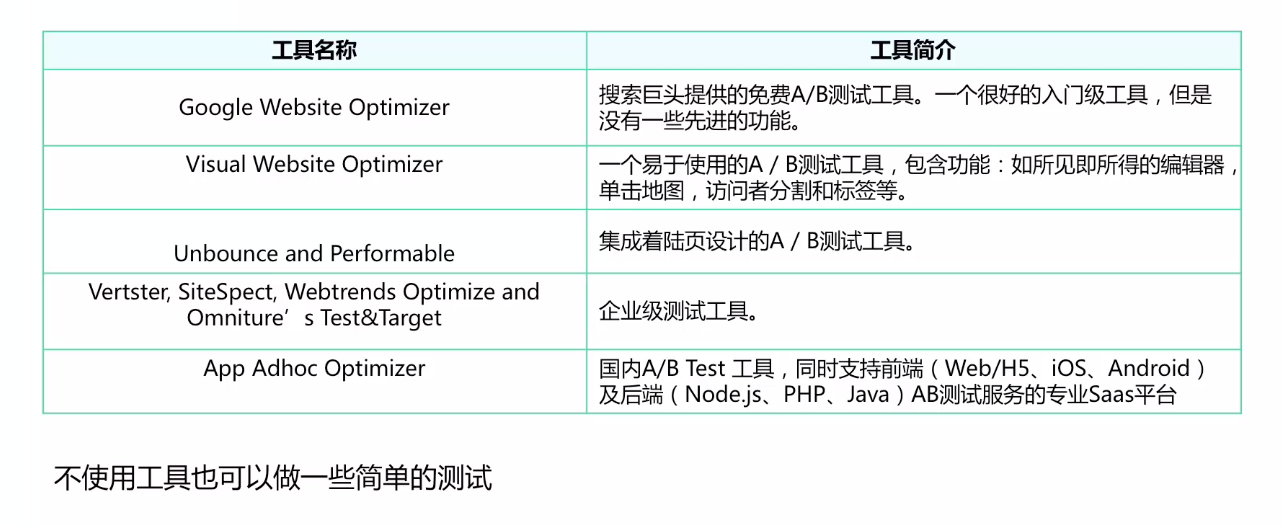 工具名称
工具简介
Google Website Optimizer
搜索巨头提供的免费A/B测试工具。一个很好的入门级工具，但是
没有一些先进的功能。
Visual Website Optimizer
一个易于使用的A / B测试工具，包含功能：如所见即所得的编辑器，
单击地图，访问者分割和标签等。
Unbounce and Performable
集成着陆页设计的A / B测试工具。
Vertster, SiteSpect, Webtrends Optimize and
Omniture’s Test&Target
企业级测试工具。
App Adhoc Optimizer
国内A/B Test 工具，同时支持前端（Web/H5、iOS、Android）
及后端（Node.js、PHP、Java）AB测试服务的专业Saas平台
不使用工具也可以做一些简单的测试